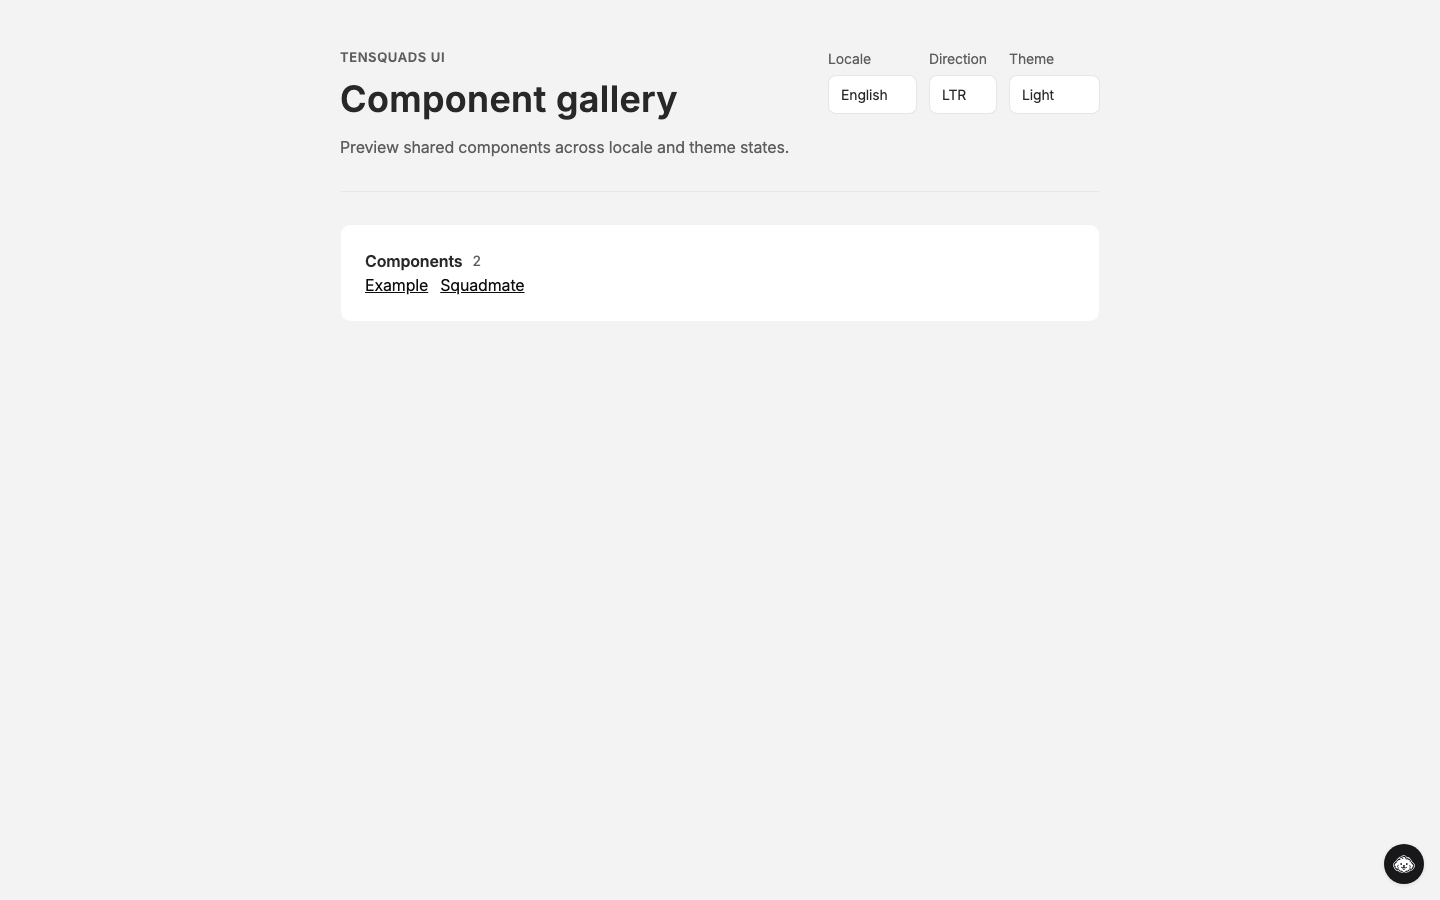 TENSQUADS UI
Component gallery
Preview shared components across locale and theme states.
Locale
English
Direction
LTR
Theme
Light
Components 2
Example Squadmate